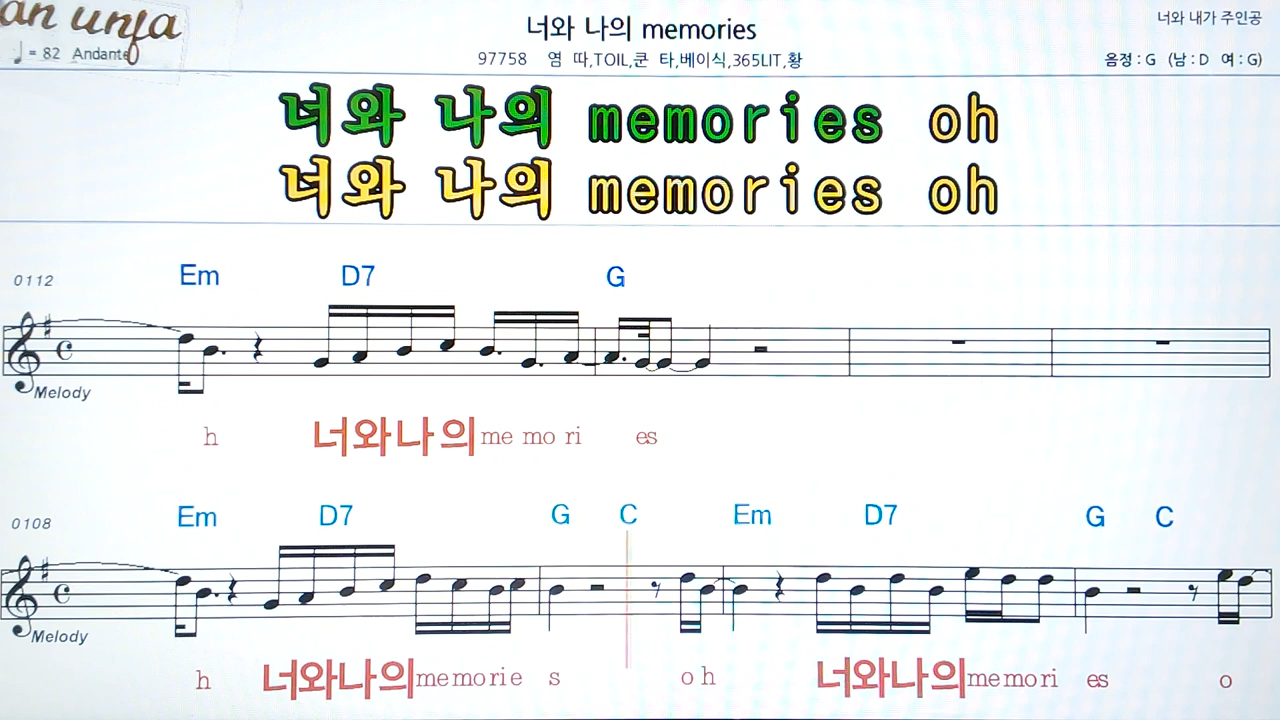 an unja
너와 나의 memories
너와 내가 주인공
♩ = 82 Andante
97758 염 따,TOIL,쿤 타,베이식,365LIT,황
음정 : G (남 : D 여 : G)
너와 나의 memories oh
너와 나의 memories oh
0112
Em D7 G
Melody
h 너와나의 me mo ri es
0108
Em D7 G C Em D7 G C
Melody
h 너와나의 memorie s oh 너와나의 memori es o